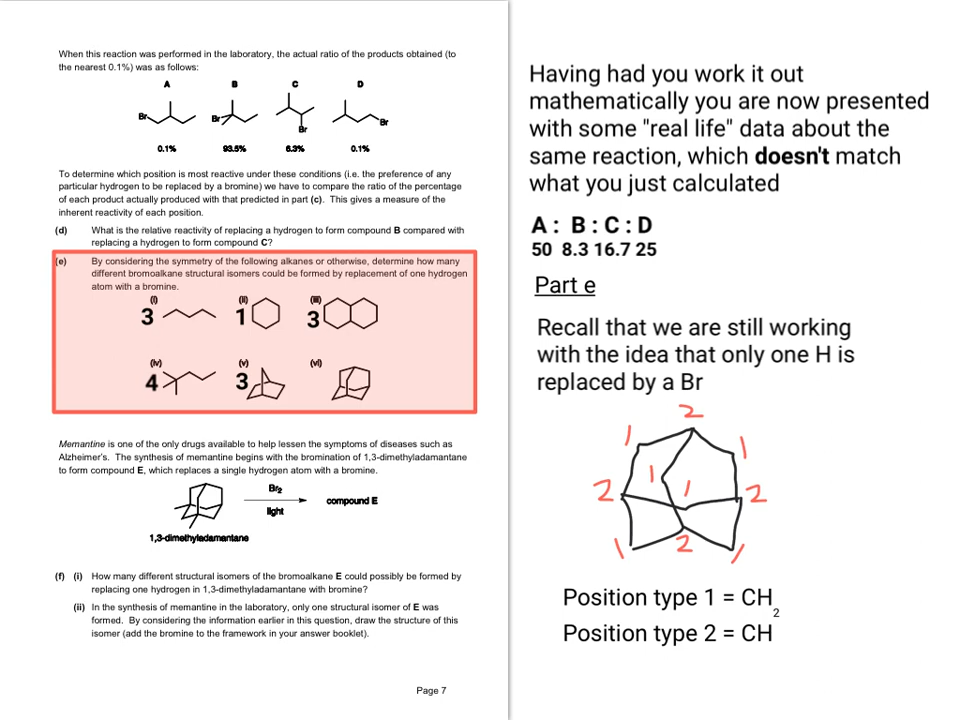 When this reaction was performed in the laboratory, the actual ratio of the products obtained (to
the nearest 0.1%) was as follows:
A B C D
Br Br Br Br
0.1% 93.5% 6.3% 0.1%
To determine which position is most reactive under these conditions (i.e. the preference of any
particular hydrogen to be replaced by a bromine) we have to compare the ratio of the percentage
of each product actually produced with that predicted in part (c). This gives a measure of the
inherent reactivity of each position.
(d) What is the relative reactivity of replacing a hydrogen to form compound B compared with
replacing a hydrogen to form compound C?
(e) By considering the symmetry of the following alkanes or otherwise, determine how many
different bromoalkane structural isomers could be formed by replacement of one hydrogen
atom with a bromine.
(i) (ii) (iii)
3 1 3
(iv) (v) (vi)
4 3
Memantine is one of the only drugs available to help lessen the symptoms of diseases such as
Alzheimer's. The synthesis of memantine begins with the bromination of 1,3-dimethyladamantane
to form compound E, which replaces a single hydrogen atom with a bromine.
Br2
light
compound E
1,3-dimethyladamantane
(f) (i) How many different structural isomers of the bromoalkane E could possibly be formed by
replacing one hydrogen in 1,3-dimethyladamantane with bromine?
(ii) In the synthesis of memantine in the laboratory, only one structural isomer of E was
formed. By considering the information earlier in this question, draw the structure of this
isomer (add the bromine to the framework in your answer booklet).
Page 7
Having had you work it out
mathematically you are now presented
with some "real life" data about the
same reaction, which doesn't match
what you just calculated
A : B : C : D
50 8.3 16.7 25
Part e
Recall that we are still working
with the idea that only one H is
replaced by a Br
2
1 1
1 1
2 2
1 2 1
Position type 1 = CH2
Position type 2 = CH